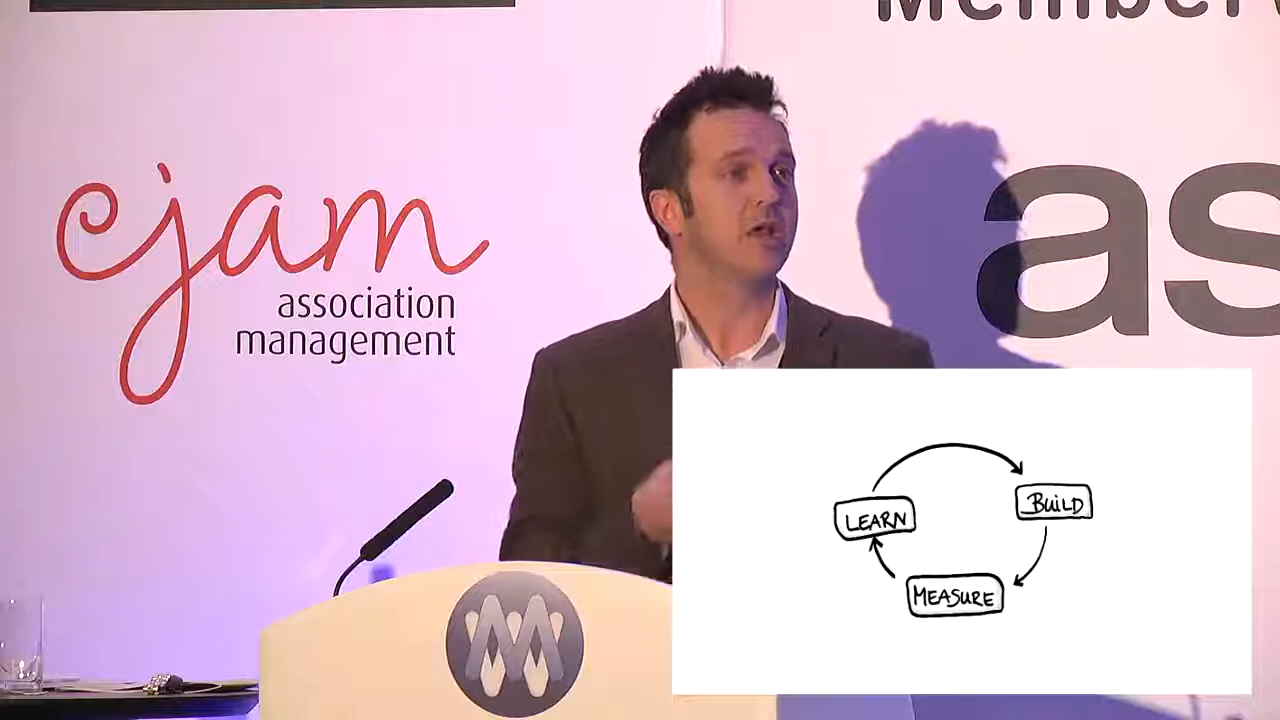 cjam
association
management
as
LEARN
BUILD
MEASURE